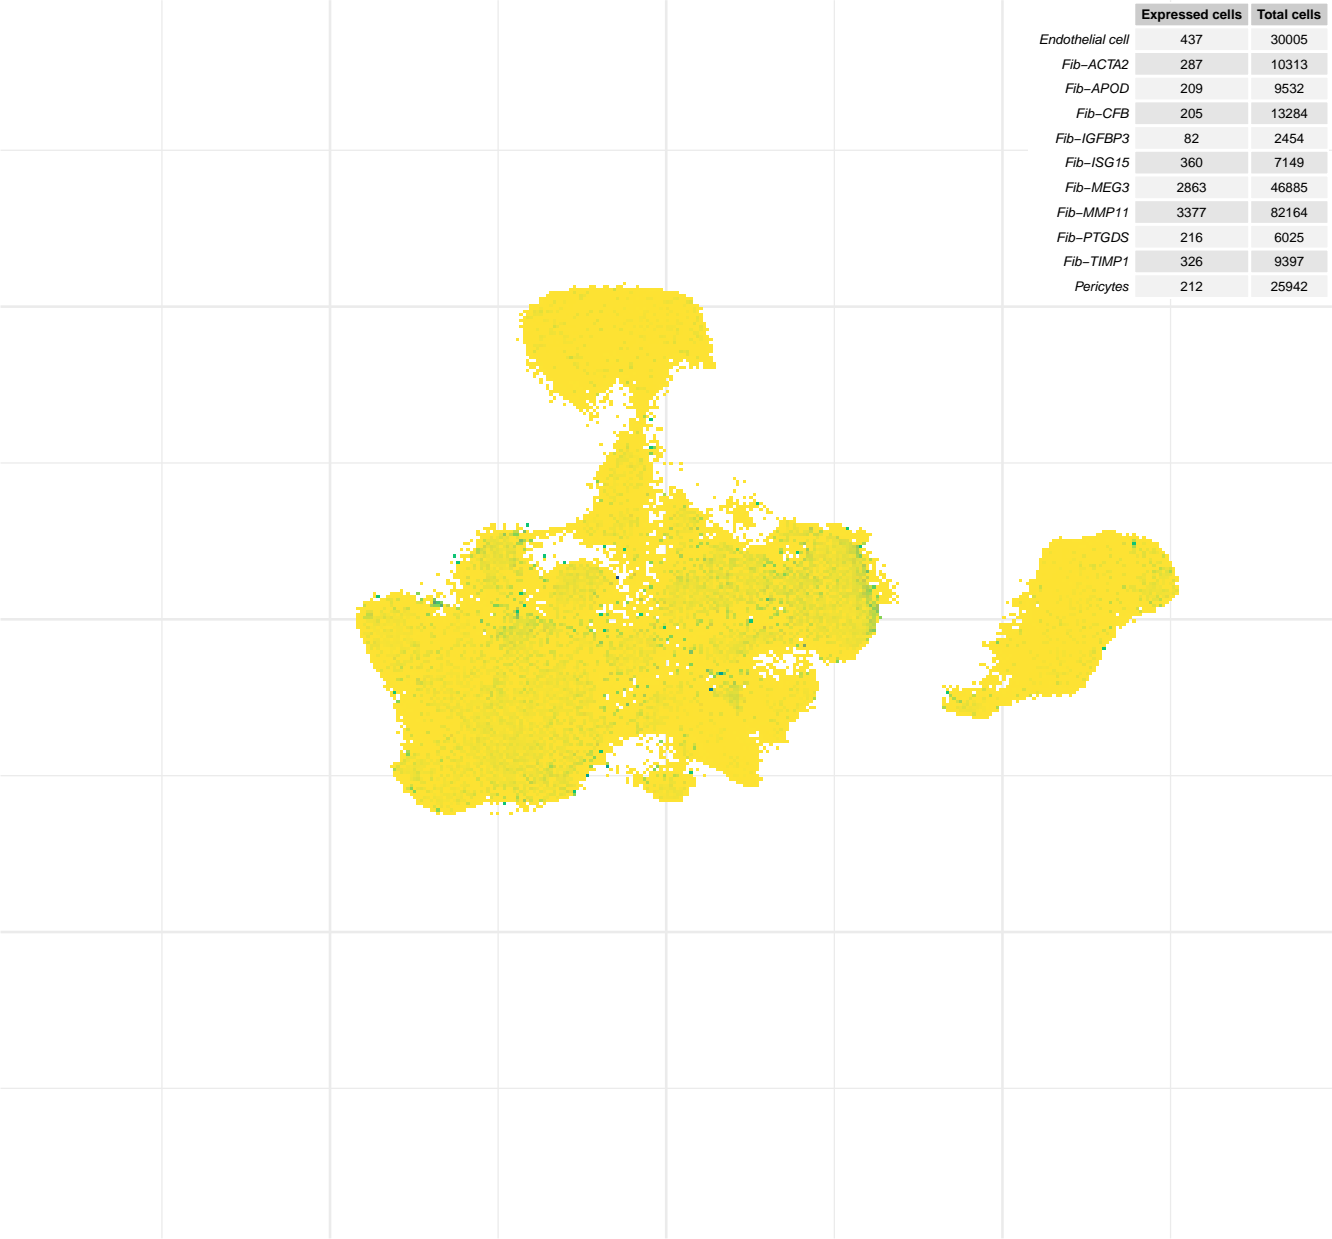 Expressed cells Total cells
Endothelial cell 437 30005
Fib−ACTA2 287 10313
Fib−APOD 209 9532
Fib−CFB 205 13284
Fib−IGFBP3 82 2454
Fib−ISG15 360 7149
Fib−MEG3 2863 46885
Fib−MMP11 3377 82164
Fib−PTGDS 216 6025
Fib−TIMP1 326 9397
Pericytes 212 25942